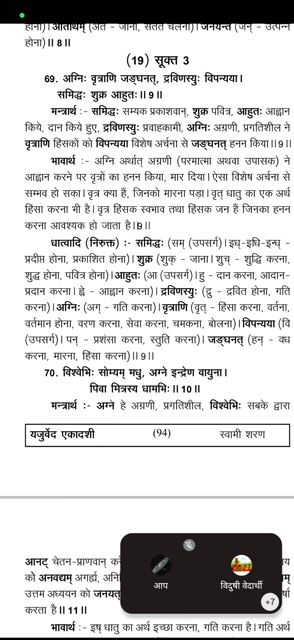 होना)। आतिथिम् (अत - जाना, सतत चलना)। जनयन्त (जन् - उत्पन्न
होना)॥ 8॥
(19) सूक्त 3
69. अग्निः वृत्राणि जङ्घनत्, द्रविणस्युः विपन्यया।
समिद्धः शुक्र आहुतः॥ 9॥
मन्त्रार्थ :- समिद्धः सम्यक प्रकाशवान्, शुक्र पवित्र, आहुतः आह्वान
किये, दान किये हुए, द्रविणस्युः प्रवाहकामी, अग्निः अग्रणी, प्रगतिशील ने
वृत्राणि हिंसकों को विपन्यया विशेष अर्चना से जङ्घनत् हनन किया॥9॥
भावार्थ :- अग्नि अर्थात् अग्रणी (परमात्मा अथवा उपासक) ने
आह्वान करने पर वृत्रों का हनन किया, मार दिया। ऐसा विशेष अर्चना से
सम्भव हो सका। वृत्र क्या हैं, जिनको मारना पड़ा। वृत् धातु का एक अर्थ
हिंसा करना भी है। वृत्र हिंसक स्वभाव तथा हिंसक जन हैं जिनका हनन
करना आवश्यक हो जाता है।9॥
धात्वादि (निरुक्त) :- समिद्धः (सम् (उपसर्ग)। इध्-इधि-इन्ध् -
प्रदीप्त होना, प्रकाशित होना)। शुक्र (शुक् - जाना। शुच् - शुद्धि करना,
शुद्ध होना, पवित्र होना)। आहुतः (आ (उपसर्ग)। हु - दान करना, आदान-
प्रदान करना। ह्वे - आह्वान करना)। द्रविणस्युः (द्रु - द्रवित होना, गति
करना)। अग्निः (अग् - गति करना)। वृत्राणि (वृत् - हिंसा करना, वर्तना,
वर्तमान होना, वरण करना, सेवा करना, चमकना, बोलना)। विपन्यया (वि
(उपसर्ग)। पन् - प्रशंसा करना, स्तुति करना)। जङ्घनत् (हन् - वध
करना, मारना, हिंसा करना)॥ 9॥
70. विश्वेभिः सोम्यम् मधु, अग्ने इन्द्रेण वायुना।
पिवा मित्रस्य धामभिः॥ 10॥
मन्त्रार्थ :- अग्ने हे अग्रणी, प्रगतिशील, विश्वेभिः सबके द्वारा
यजुर्वेद एकादशी (94) स्वामी शरण
आनट् चेतन-प्राणवान्
को अनवद्यम् अगर्ह्य,
उत्तम अध्ययन को
करता है॥ 11॥
आप विदुषी वेदार्थी
+7
भावार्थ :- इष् धातु का अर्थ इच्छा करना, गति करना है। गति अर्थ